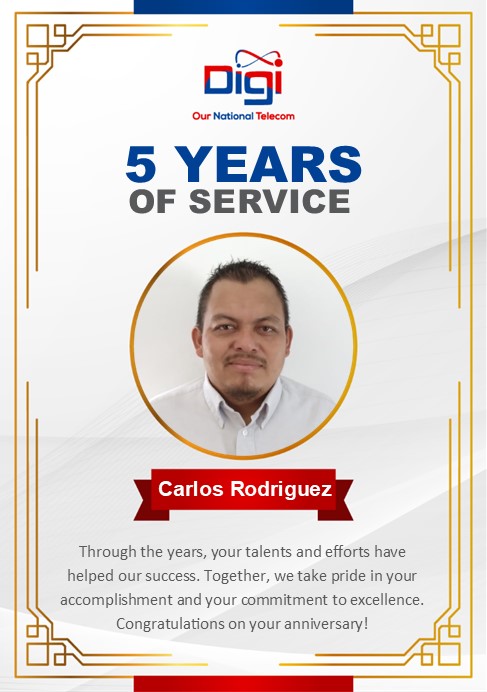 Digi
Our National Telecom
5 YEARS
OF SERVICE
Carlos Rodriguez
Through the years, your talents and efforts have
helped our success. Together, we take pride in your
accomplishment and your commitment to excellence.
Congratulations on your anniversary!